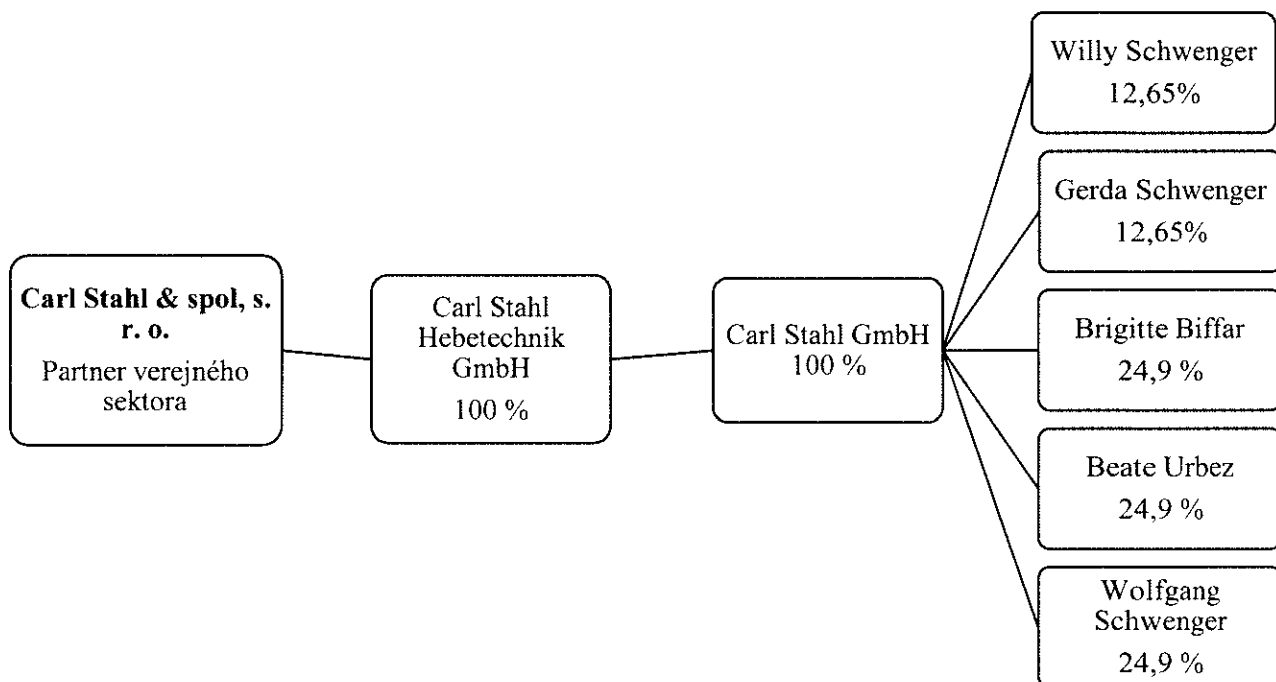 Carl Stahl & spol, s.
r. o.
Partner verejného
sektora
Carl Stahl
Hebetechnik
GmbH
100 %
Carl Stahl GmbH
100 %
Willy Schwenger
12,65%
Gerda Schwenger
12,65%
Brigitte Biffar
24,9 %
Beate Urbez
24,9 %
Wolfgang
Schwenger
24,9 %